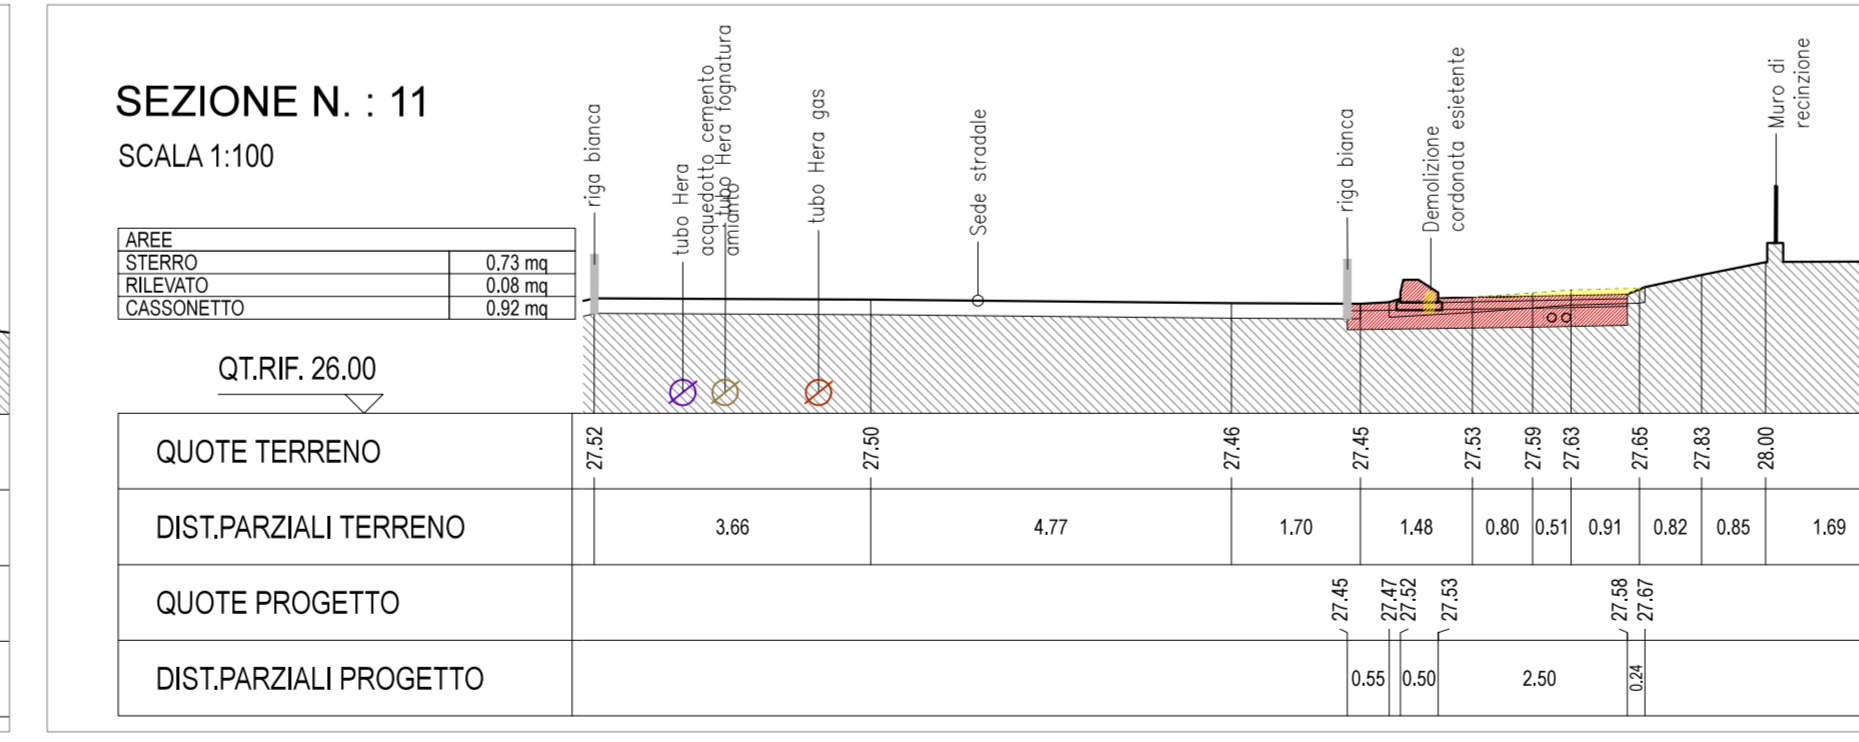 SEZIONE N. : 11
SCALA 1:100
AREE
STERRO 0.73 mq
RILEVATO 0.08 mq
CASSONETTO 0.92 mq
QT.RIF. 26.00
riga bianca
tubo Hera
acquedotto cemento
amianto
tubo Hera fognatura
tubo Hera gas
Sede stradale
riga bianca
Demolizione
cordonata esietente
Muro di
recinzione
QUOTE TERRENO 27.52 27.50 27.46 27.45 27.53 27.59 27.63 27.65 27.83 28.00
DIST.PARZIALI TERRENO 3.66 4.77 1.70 1.48 0.80 0.51 0.91 0.82 0.85 1.69
QUOTE PROGETTO 27.45 27.47 27.52 27.53 27.58 27.67
DIST.PARZIALI PROGETTO 0.55 0.50 2.50 0.24